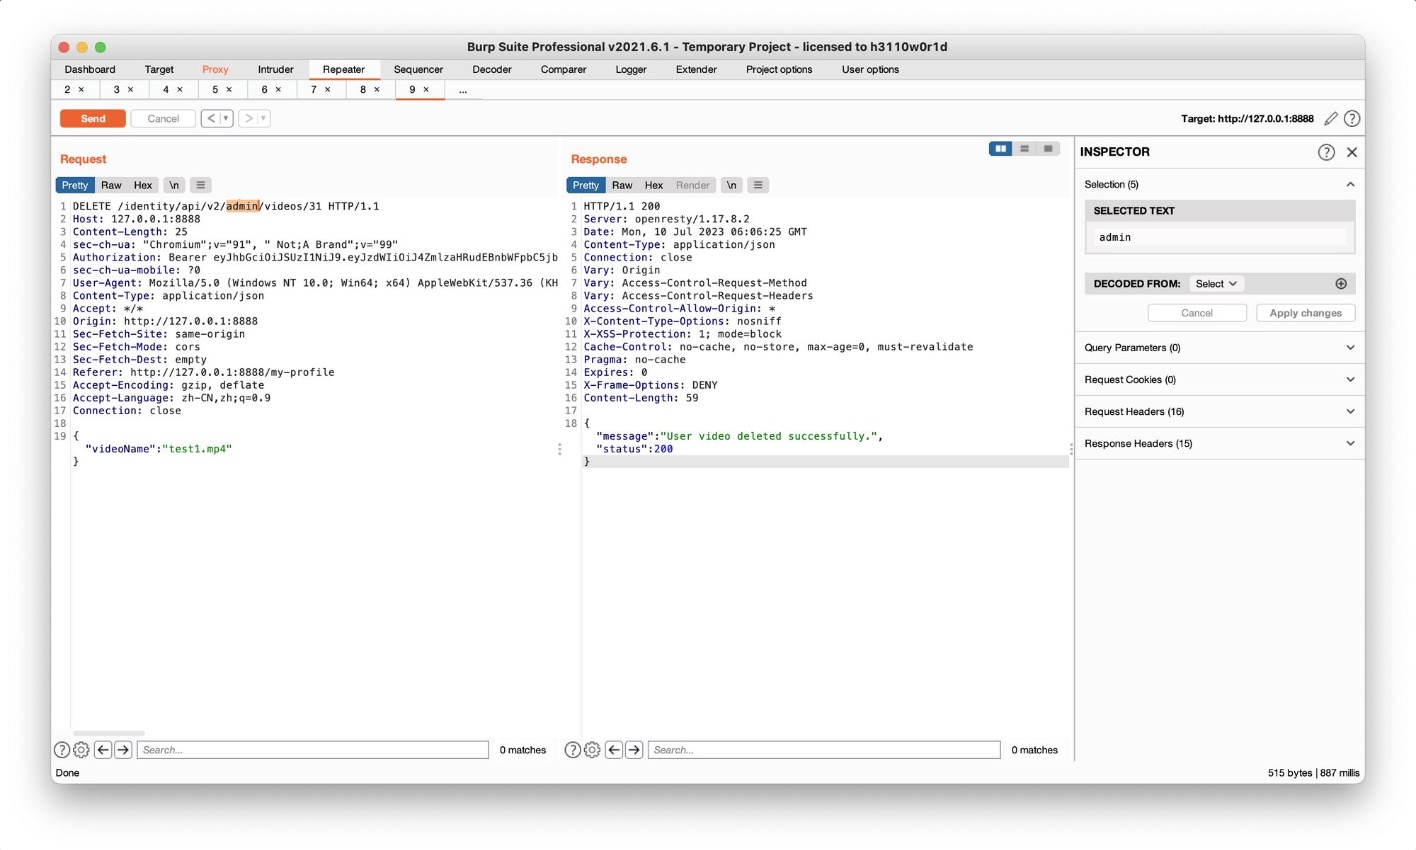 Burp Suite Professional v2021.6.1 - Temporary Project - licensed to h3110w0r1d
Dashboard Target Proxy Intruder Repeater Sequencer Decoder Comparer Logger Extender Project options User options
2 × 3 × 4 × 5 × 6 × 7 × 8 × 9 × ...
Send Cancel < > Target: http://127.0.0.1:8888
Request
Pretty Raw Hex \n
1 DELETE /identity/api/v2/admin/videos/31 HTTP/1.1
2 Host: 127.0.0.1:8888
3 Content-Length: 25
4 sec-ch-ua: "Chromium";v="91", " Not;A Brand";v="99"
5 Authorization: Bearer eyJhbGciOiJSUzI1NiJ9.eyJzdWIiOiJ4ZmlzaHRudEBnbWFpbC5jb
6 sec-ch-ua-mobile: ?0
7 User-Agent: Mozilla/5.0 (Windows NT 10.0; Win64; x64) AppleWebKit/537.36 (KH
8 Content-Type: application/json
9 Accept: */*
10 Origin: http://127.0.0.1:8888
11 Sec-Fetch-Site: same-origin
12 Sec-Fetch-Mode: cors
13 Sec-Fetch-Dest: empty
14 Referer: http://127.0.0.1:8888/my-profile
15 Accept-Encoding: gzip, deflate
16 Accept-Language: zh-CN,zh;q=0.9
17 Connection: close
18
19 {
"videoName":"test1.mp4"
}
Search... 0 matches
Response
Pretty Raw Hex Render \n
1 HTTP/1.1 200
2 Server: openresty/1.17.8.2
3 Date: Mon, 10 Jul 2023 06:06:25 GMT
4 Content-Type: application/json
5 Connection: close
6 Vary: Origin
7 Vary: Access-Control-Request-Method
8 Vary: Access-Control-Request-Headers
9 Access-Control-Allow-Origin: *
10 X-Content-Type-Options: nosniff
11 X-XSS-Protection: 1; mode=block
12 Cache-Control: no-cache, no-store, max-age=0, must-revalidate
13 Pragma: no-cache
14 Expires: 0
15 X-Frame-Options: DENY
16 Content-Length: 59
17
18 {
"message":"User video deleted successfully.",
"status":200
}
Search... 0 matches
INSPECTOR
Selection (5)
SELECTED TEXT
admin
DECODED FROM: Select
Cancel Apply changes
Query Parameters (0)
Request Cookies (0)
Request Headers (16)
Response Headers (15)
Done
515 bytes | 887 millis